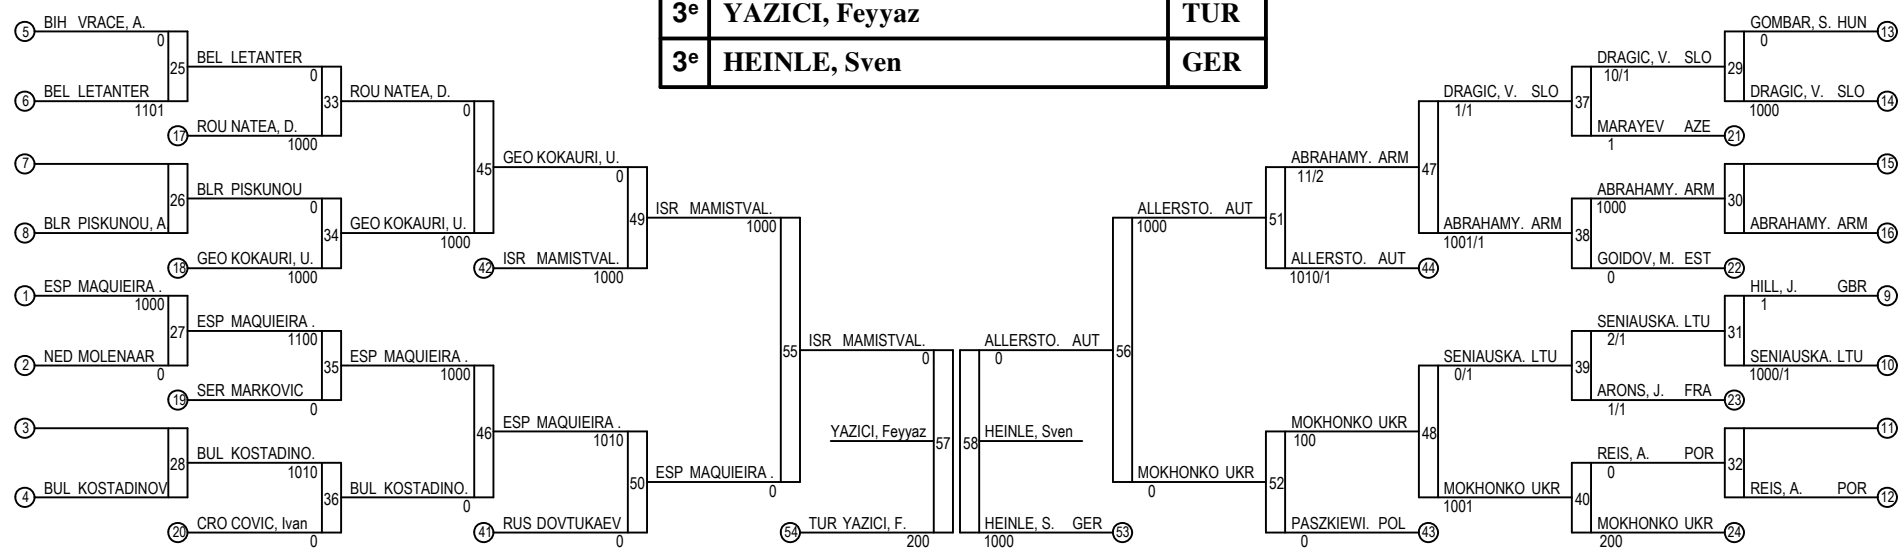 3e YAZICI, Feyyaz TUR
3e HEINLE, Sven GER
5 BIH VRACE, A.
0
25 BEL LETANTER
0
6 BEL LETANTER
1101
33 ROU NATEA, D.
0
17 ROU NATEA, D.
1000
7
26 BLR PISKUNOU
0
8 BLR PISKUNOU, A
34 GEO KOKAURI, U.
1000
18 GEO KOKAURI, U.
1000
45 GEO KOKAURI, U.
0
42 ISR MAMISTVAL.
1000
49 ISR MAMISTVAL.
1000
1 ESP MAQUIEIRA .
1000
27 ESP MAQUIEIRA .
1100
2 NED MOLENAAR
0
35 ESP MAQUIEIRA .
1000
19 SER MARKOVIC
0
3
28 BUL KOSTADINO.
1010
4 BUL KOSTADINOV
36 BUL KOSTADINO.
0
20 CRO COVIC, Ivan
0
46 ESP MAQUIEIRA .
1010
41 RUS DOVTUKAEV
0
50 ESP MAQUIEIRA .
0
55 ISR MAMISTVAL.
0
YAZICI, Feyyaz 57
54 TUR YAZICI, F.
200
58 HEINLE, Sven
ALLERSTO. AUT 56
0
HEINLE, S. GER 53
1000
ALLERSTO. AUT 51
1000
ABRAHAMY. ARM 47
11/2
ALLERSTO. AUT 44
1010/1
DRAGIC, V. SLO 37
1/1
DRAGIC, V. SLO 29
10/1
GOMBAR, S. HUN 13
0
DRAGIC, V. SLO 14
1000
MARAYEV AZE 21
1
15
ABRAHAMY. ARM 30
1000
ABRAHAMY. ARM 16
ABRAHAMY. ARM 38
1001/1
GOIDOV, M. EST 22
0
HILL, J. GBR 9
1
SENIAUSKA. LTU 31
2/1
SENIAUSKA. LTU 10
1000/1
SENIAUSKA. LTU 39
0/1
ARONS, J. FRA 23
1/1
MOKHONKO UKR 48
100
MOKHONKO UKR 52
0
11
REIS, A. POR 32
0
REIS, A. POR 12
MOKHONKO UKR 40
1001
MOKHONKO UKR 24
200
PASZKIEWI. POL 43
0